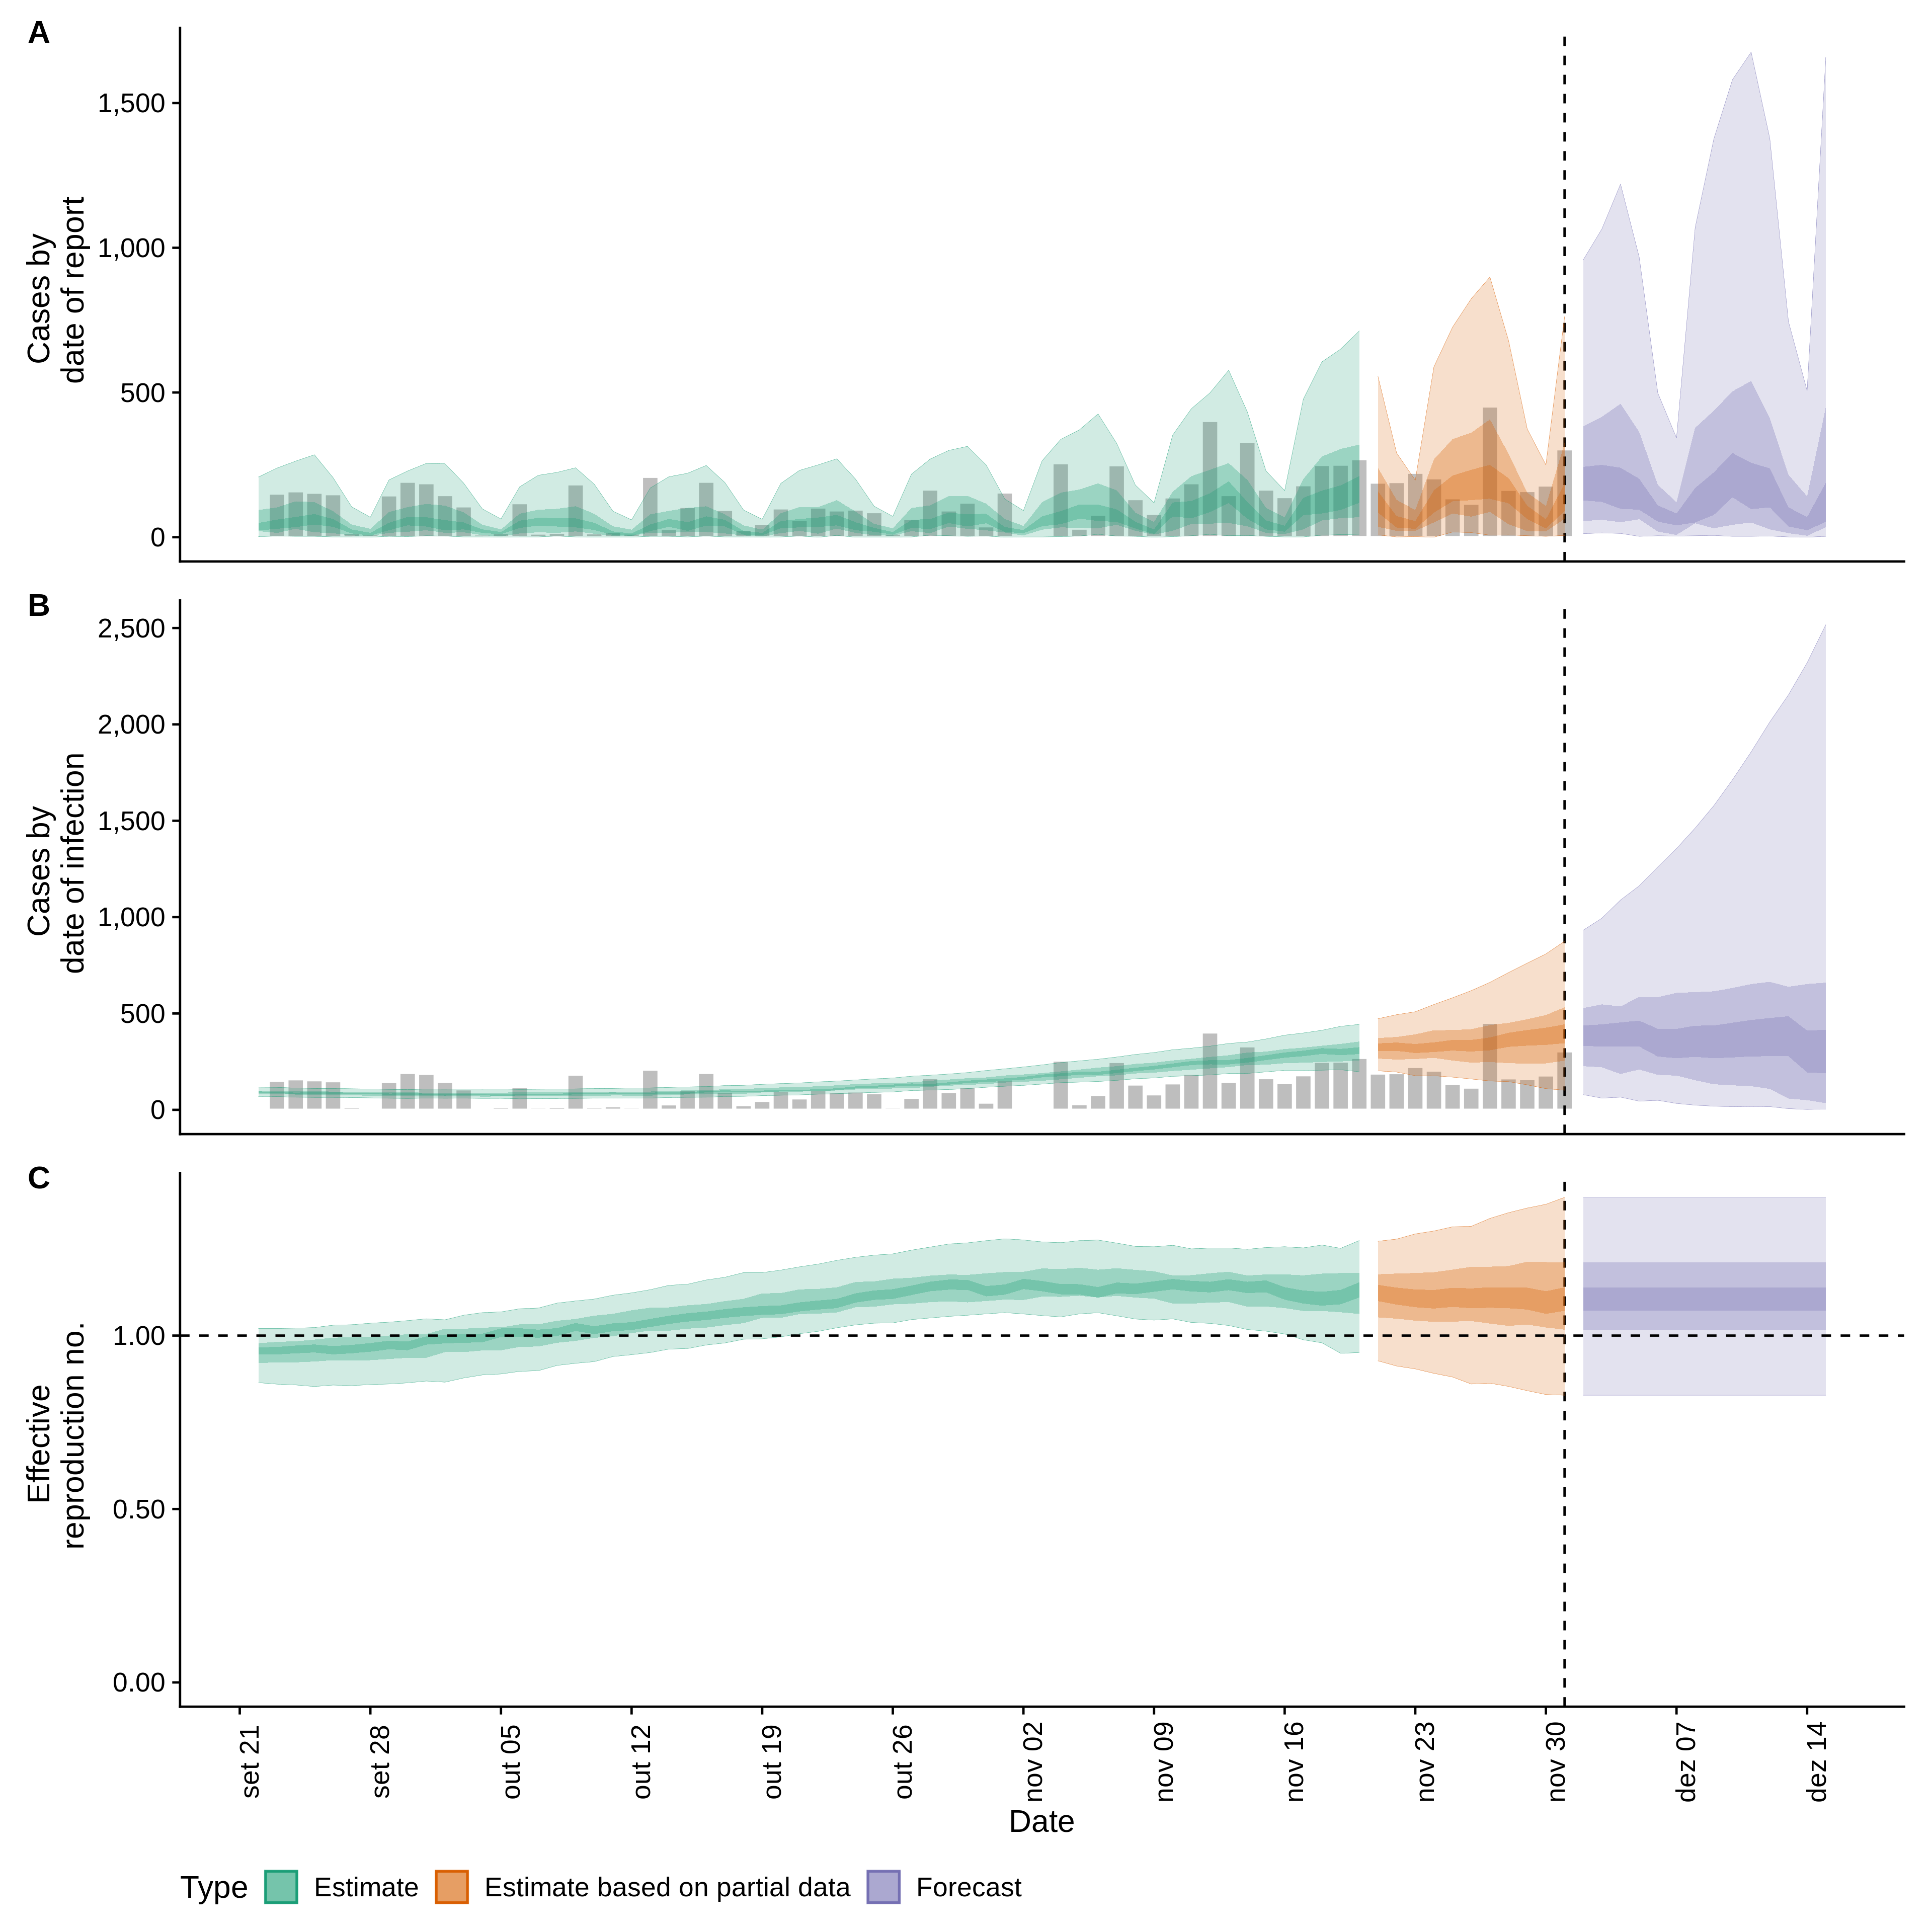 A
Cases by
date of report
1,500
1,000
500
0
B
Cases by
date of infection
2,500
2,000
1,500
1,000
500
0
C
Effective
reproduction no.
1.00
0.50
0.00
set 21
set 28
out 05
out 12
out 19
out 26
nov 02
nov 09
nov 16
nov 23
nov 30
dez 07
dez 14
Date
Type Estimate Estimate based on partial data Forecast